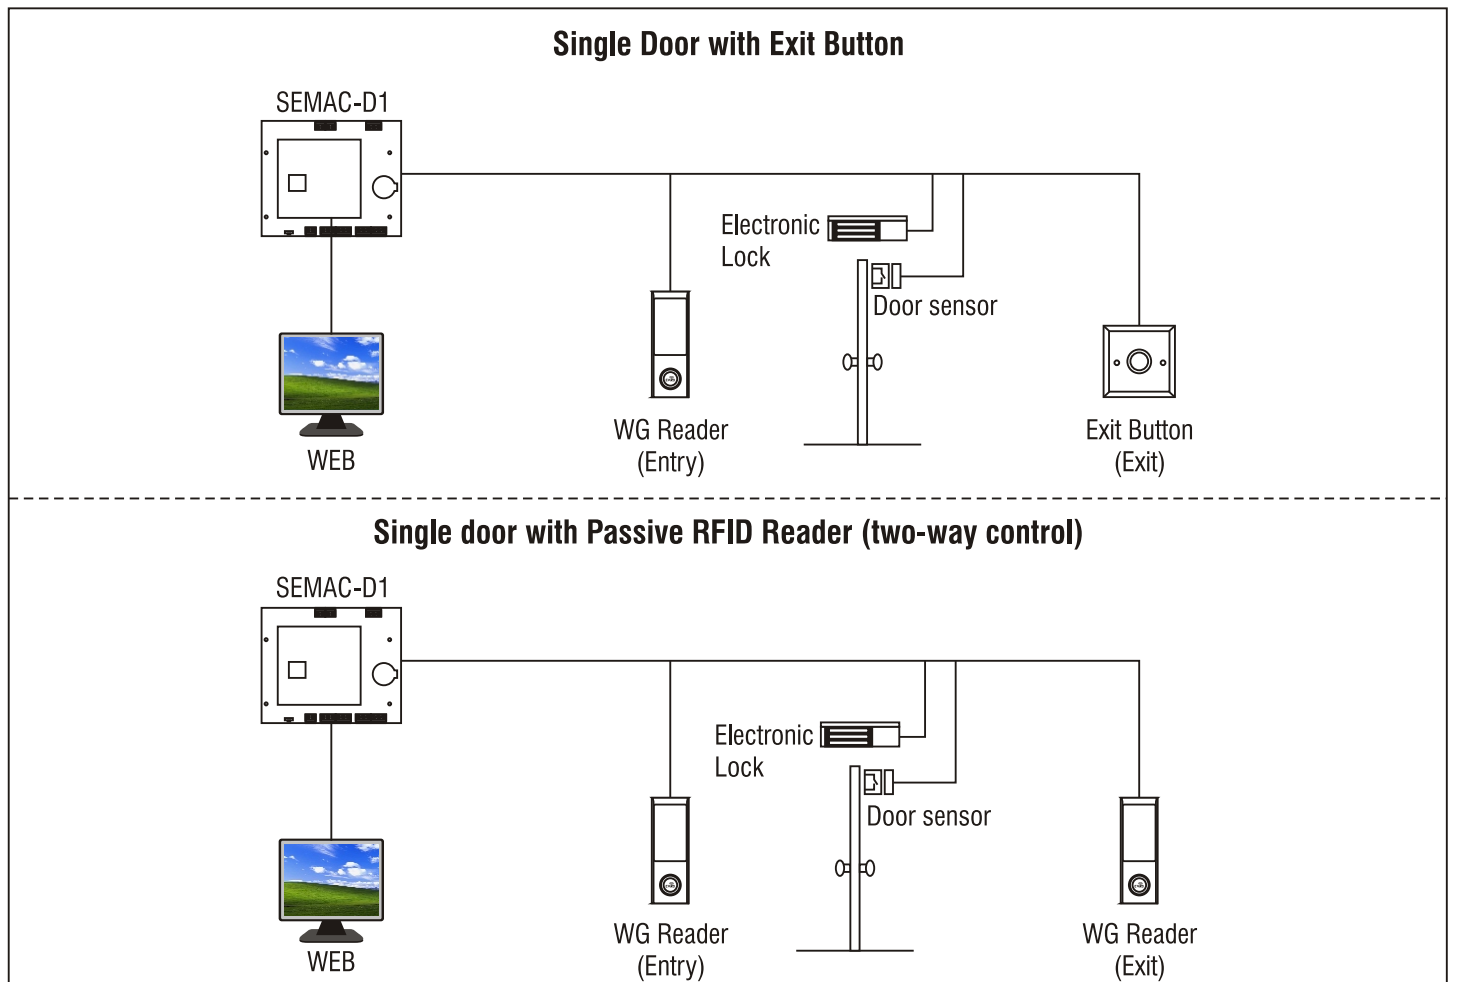 Single Door with Exit Button
SEMAC-D1
Electronic
Lock
Door sensor
WG Reader
(Entry)
Exit Button
(Exit)
WEB
Single door with Passive RFID Reader (two-way control)
SEMAC-D1
Electronic
Lock
Door sensor
WG Reader
(Entry)
WG Reader
(Exit)
WEB